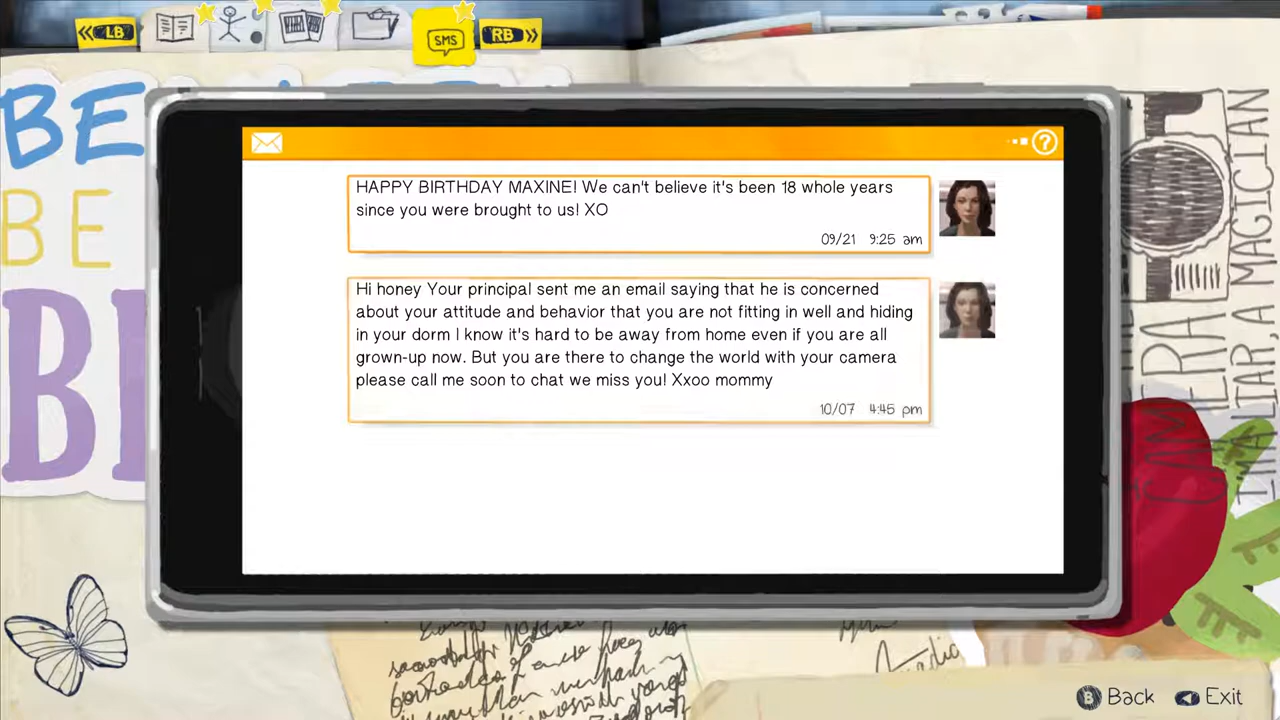 LB
SMS
RB
BE
BE
HAPPY BIRTHDAY MAXINE! We can't believe it's been 18 whole years
since you were brought to us! XO
09/21 9:25 am
Hi honey Your principal sent me an email saying that he is concerned
about your attitude and behavior that you are not fitting in well and hiding
in your dorm I know it's hard to be away from home even if you are all
grown-up now. But you are there to change the world with your camera
please call me soon to chat we miss you! Xxoo mommy
10/07 4:45 pm
?
LIAR, A MAGICIAN
B Back
Exit